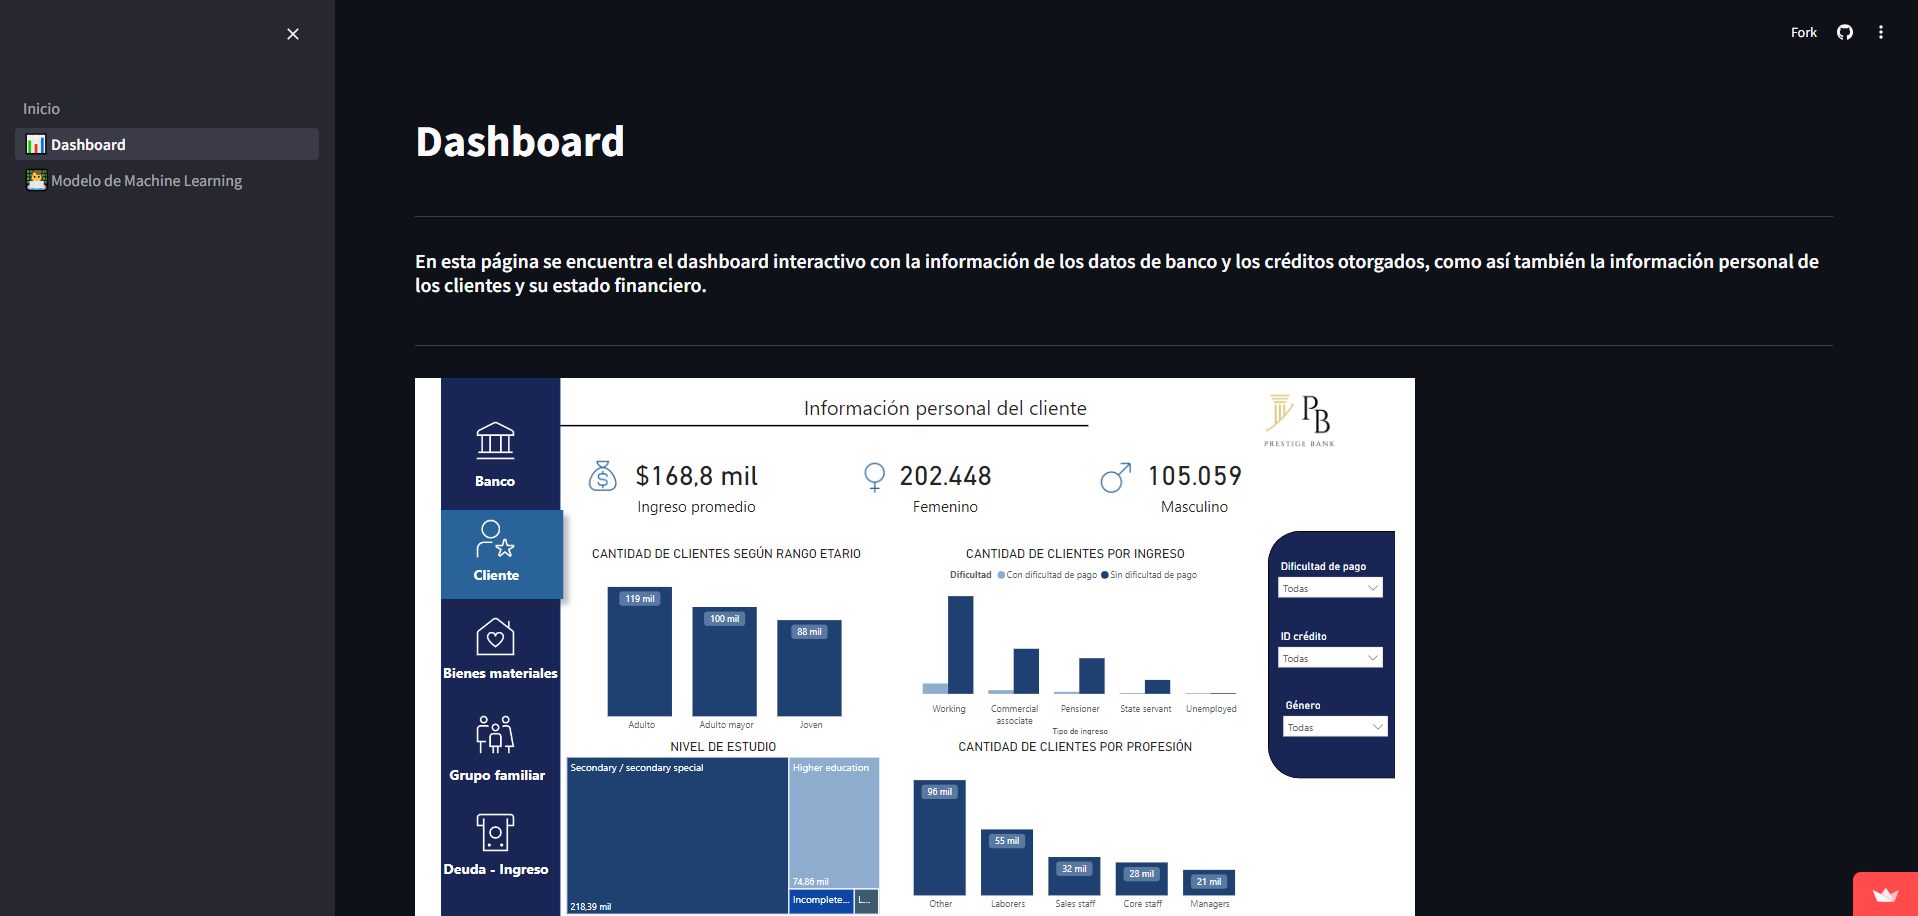 Fork
Inicio
Dashboard
Modelo de Machine Learning
Dashboard
En esta página se encuentra el dashboard interactivo con la información de los datos de banco y los créditos otorgados, como así también la información personal de
los clientes y su estado financiero.
Banco
Cliente
Bienes materiales
Grupo familiar
Deuda - Ingreso
Información personal del cliente
PB
PRESTIGE BANK
$168,8 mil
Ingreso promedio
202.448
Femenino
105.059
Masculino
CANTIDAD DE CLIENTES SEGÚN RANGO ETARIO
119 mil
100 mil
88 mil
Adulto
Adulto mayor
Joven
CANTIDAD DE CLIENTES POR INGRESO
Dificultad Con dificultad de pago Sin dificultad de pago
Working
Commercial
associate
Pensioner
State servant
Unemployed
Tipo de ingreso
Dificultad de pago
Todas
ID crédito
Todas
Género
Todas
NIVEL DE ESTUDIO
Secondary / secondary special
218,39 mil
Higher education
74,86 mil
Incomplete...
L...
CANTIDAD DE CLIENTES POR PROFESIÓN
96 mil
55 mil
32 mil
28 mil
21 mil
Other
Laborers
Sales staff
Core staff
Managers